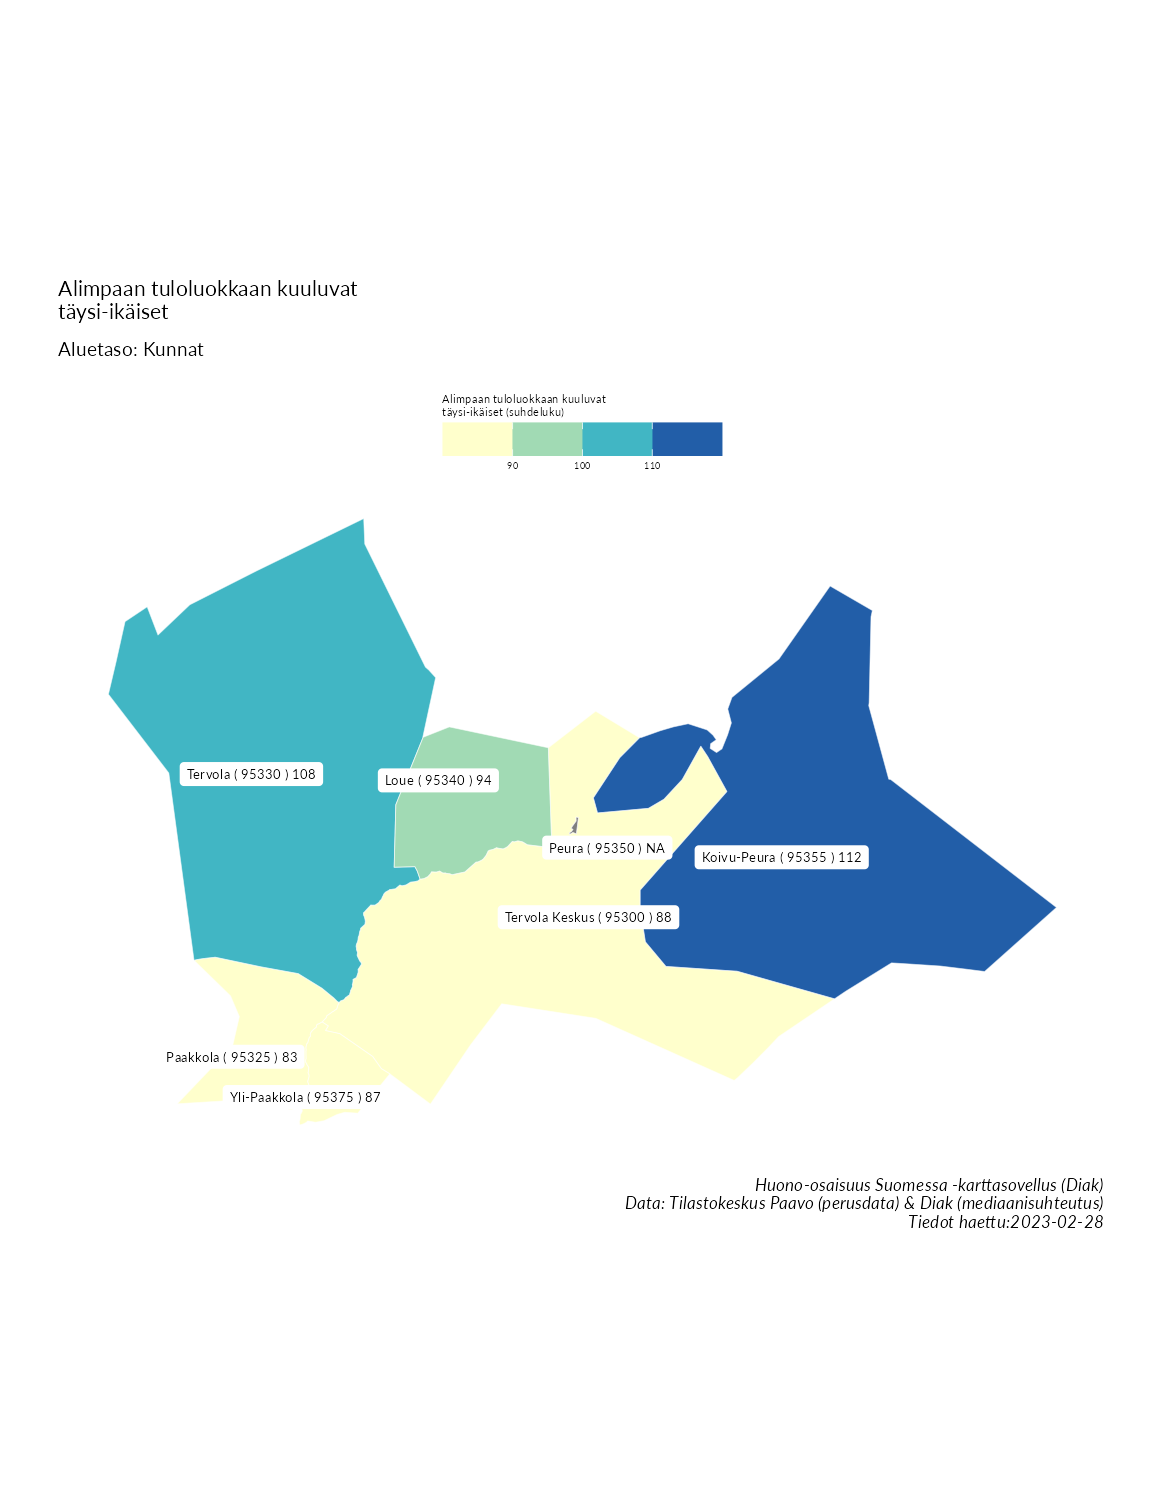 Alimpaan tuloluokkaan kuuluvat
täysi-ikäiset
Aluetaso: Kunnat
Alimpaan tuloluokkaan kuuluvat
täysi-ikäiset (suhdeluku)
90 100 110
Tervola ( 95330 ) 108
Loue ( 95340 ) 94
Peura ( 95350 ) NA
Koivu-Peura ( 95355 ) 112
Tervola Keskus ( 95300 ) 88
Paakkola ( 95325 ) 83
Yli-Paakkola ( 95375 ) 87
Huono-osaisuus Suomessa -karttasovellus (Diak)
Data: Tilastokeskus Paavo (perusdata) & Diak (mediaanisuhteutus)
Tiedot haettu:2023-02-28